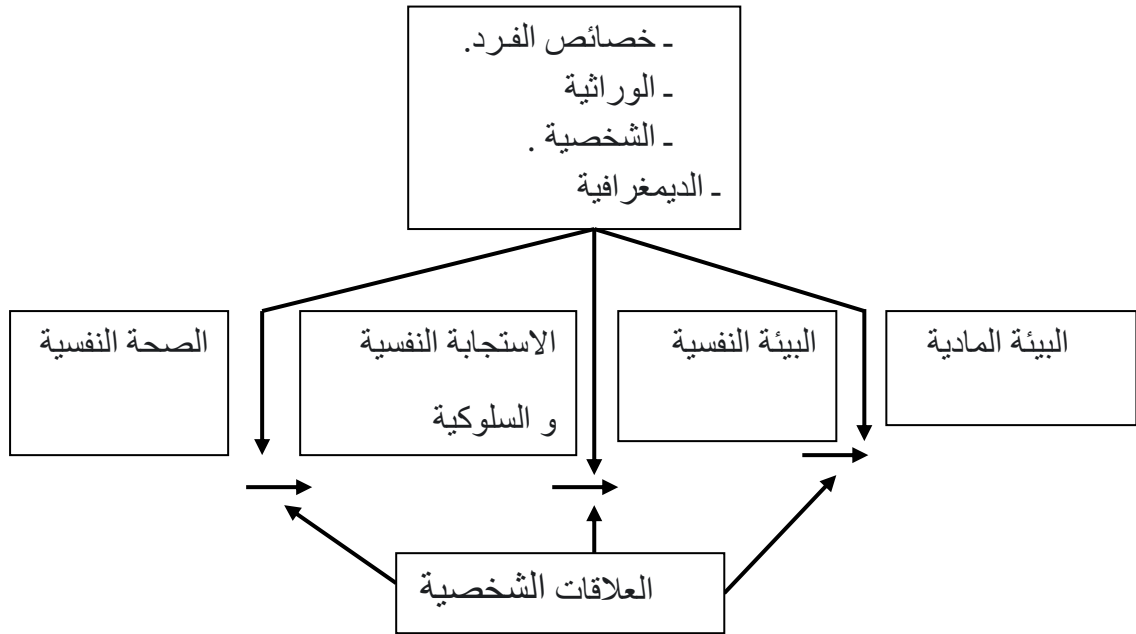 - خصائص الفرد.
- الوراثية
- الشخصية .
- الديمغرافية
البيئة المادية
البيئة النفسية
الاستجابة النفسية
و السلوكية
الصحة النفسية
العلاقات الشخصية